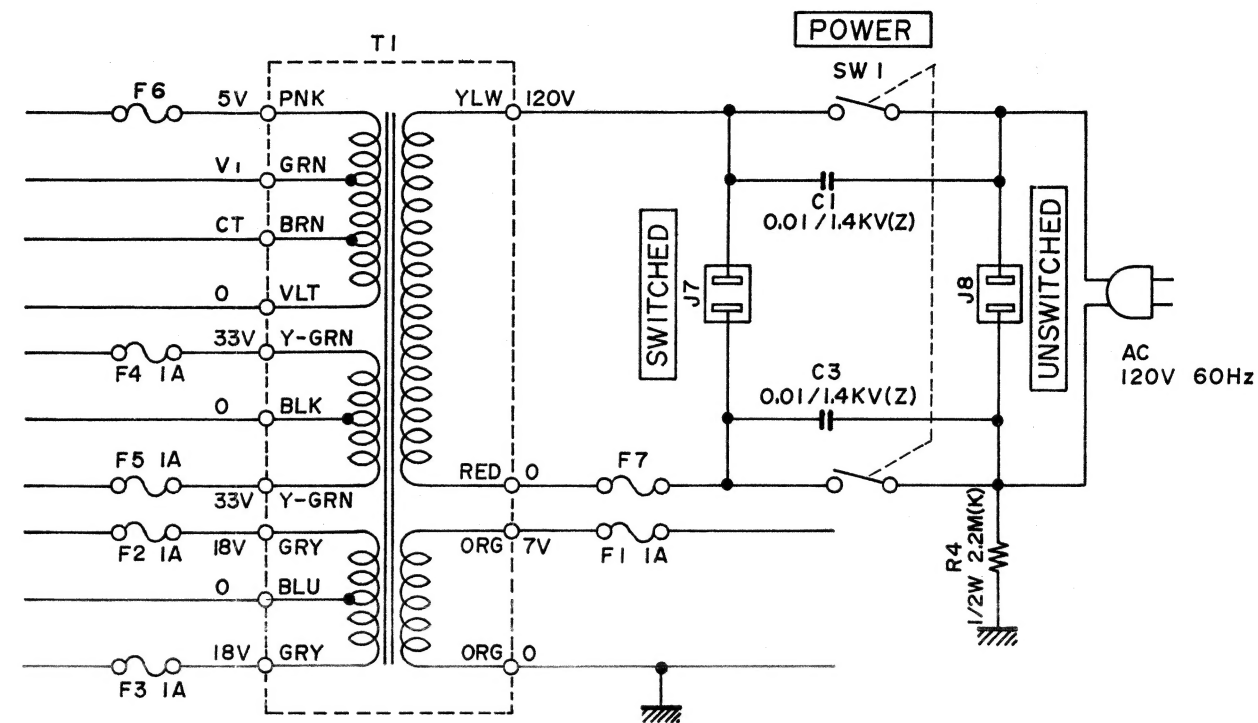 POWER
T1
SW1
F6
5V PNK
YLW 120V
V1 GRN
C1
0.01/1.4KV(Z)
CT BRN
SWITCHED
J7
J8
UNSWITCHED
0 VLT
33V Y-GRN
F4 1A
AC
120V 60Hz
C3
0.01/1.4KV(Z)
0 BLK
F5 1A
RED 0
F7
33V Y-GRN
F2 1A
18V GRY
ORG 7V
F1 1A
R4
1/2W 2.2M(K)
0 BLU
18V GRY
ORG 0
F3 1A